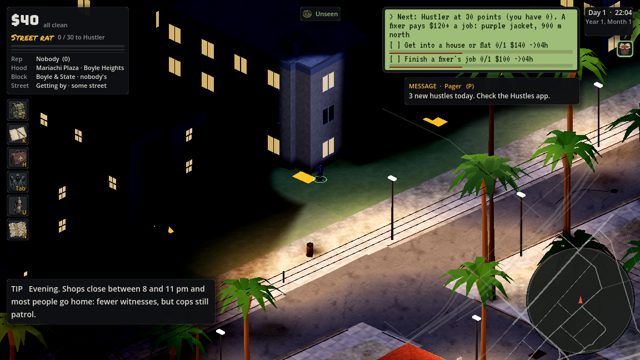 $40 all clean
STREET RAT 0 / 30 to Hustler
Rep Nobody (0)
Hood Mariachi Plaza · Boyle Heights
Block Boyle & State · nobody's
Street Getting by · some street
Tab
U
Unseen
> Next: Hustler at 30 points (you have 0). A
fixer pays $120+ a job: purple jacket, 900 m
north
[ ] Get into a house or flat 0/1 $140 ~>04h
[ ] Finish a fixer's job 0/1 $100 ~>04h
Day 1 · 22:04
Year 1, Month 1
MESSAGE · Pager (P)
3 new hustles today. Check the Hustles app.
TIP Evening. Shops close between 8 and 11 pm and
most people go home: fewer witnesses, but cops still
patrol.